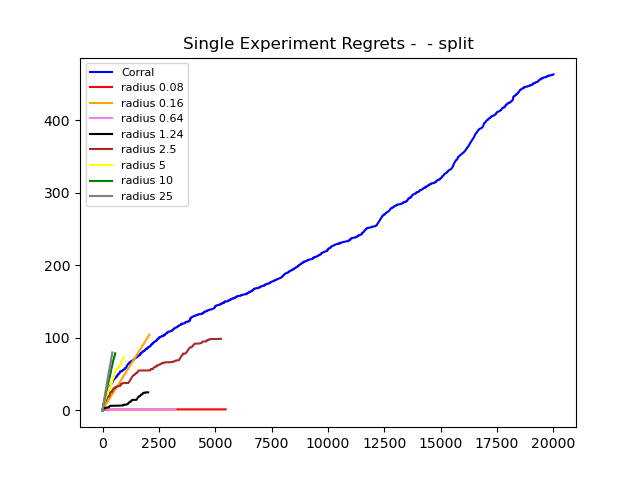 Single Experiment Regrets -  - split
Corral
radius 0.08
radius 0.16
radius 0.64
radius 1.24
radius 2.5
radius 5
radius 10
radius 25
400
300
200
100
0
0 2500 5000 7500 10000 12500 15000 17500 20000